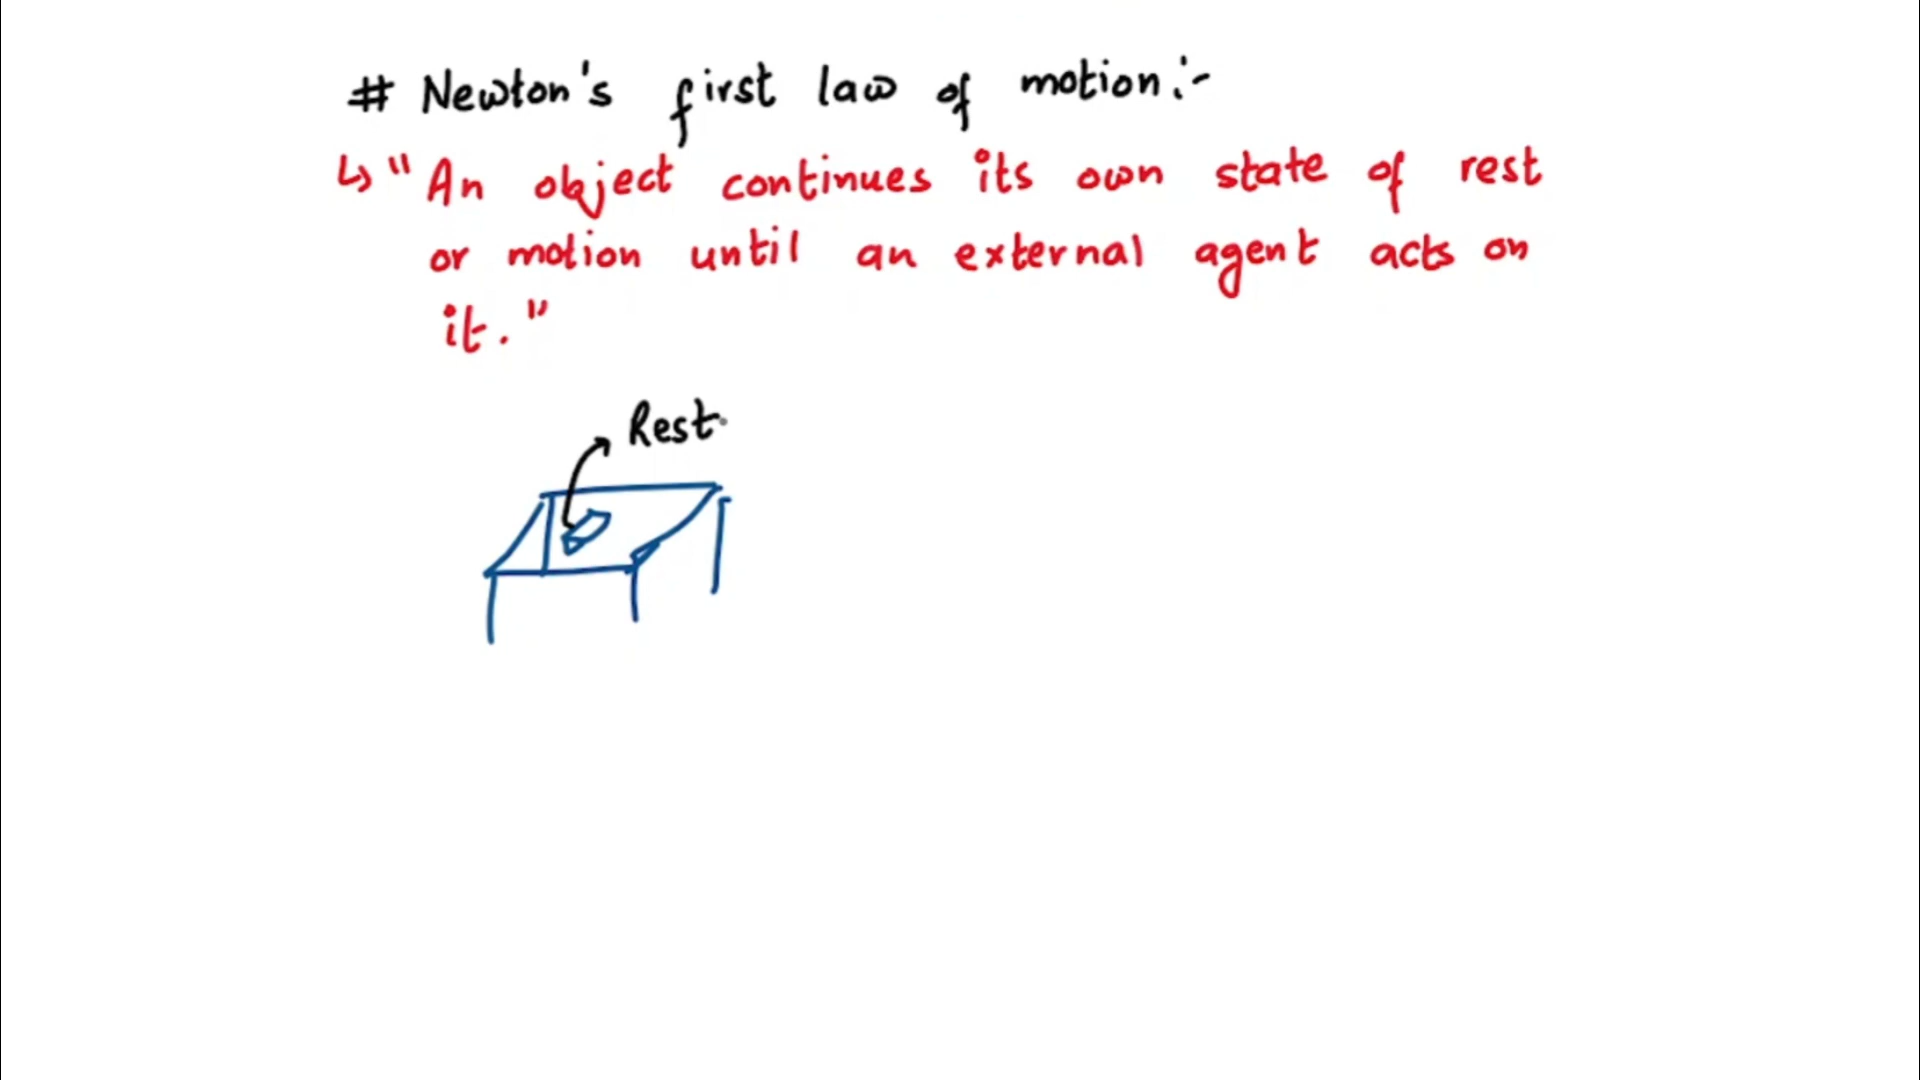 # Newton's first law of motion:-
↳ "An object continues its own state of rest
or motion until an external agent acts on
it."
Rest